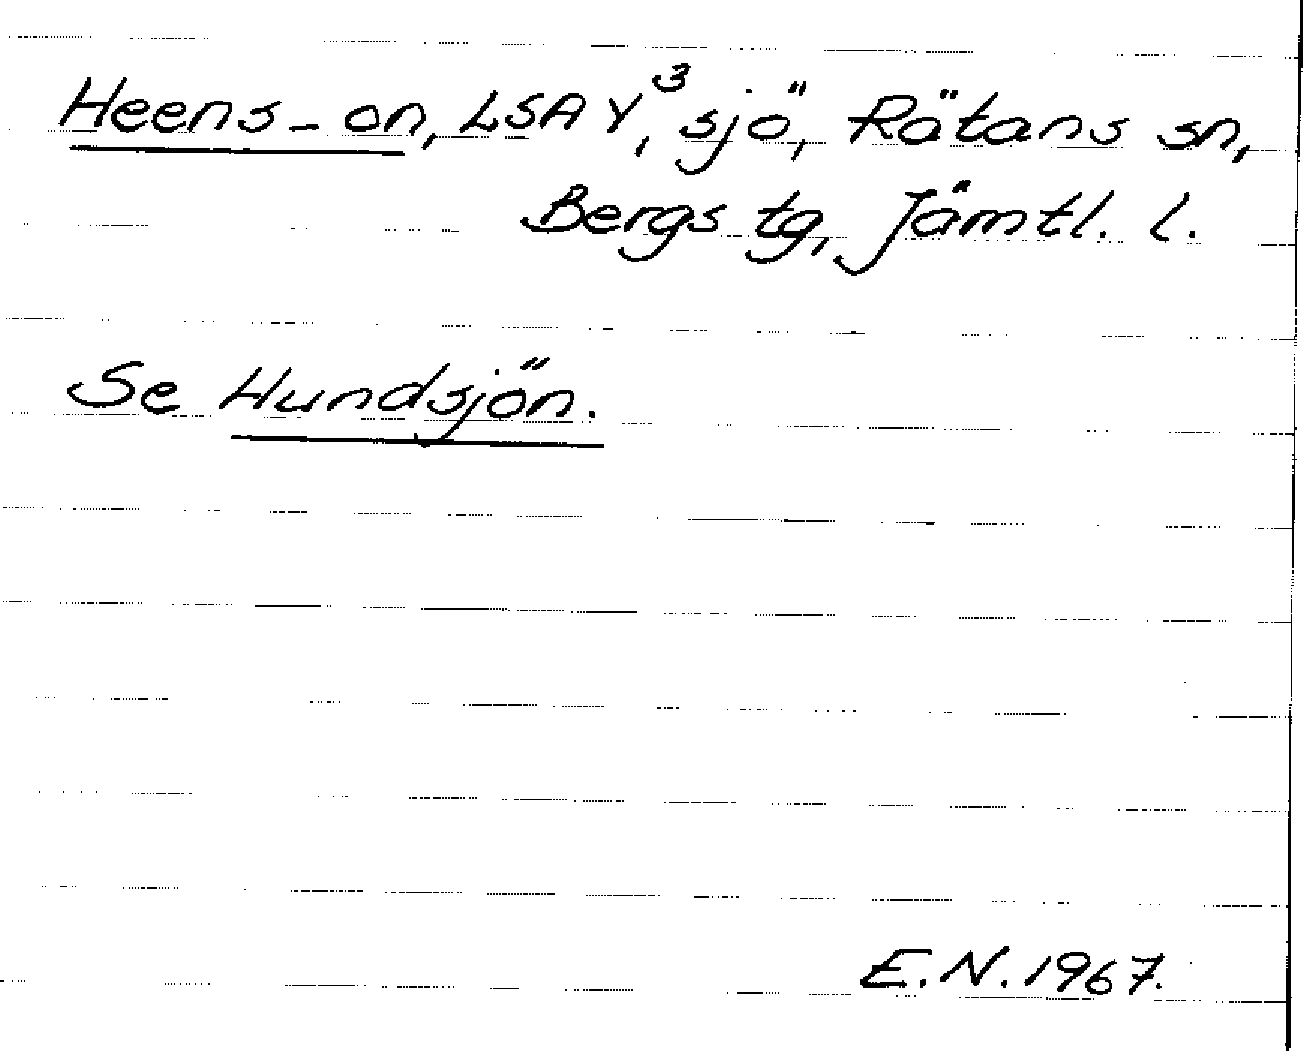 Heens-on, LSA Y³, sjö, Rätans sn,
Bergs tg, Jämtl. l.
Se Hundsjön.
E.N. 1967.